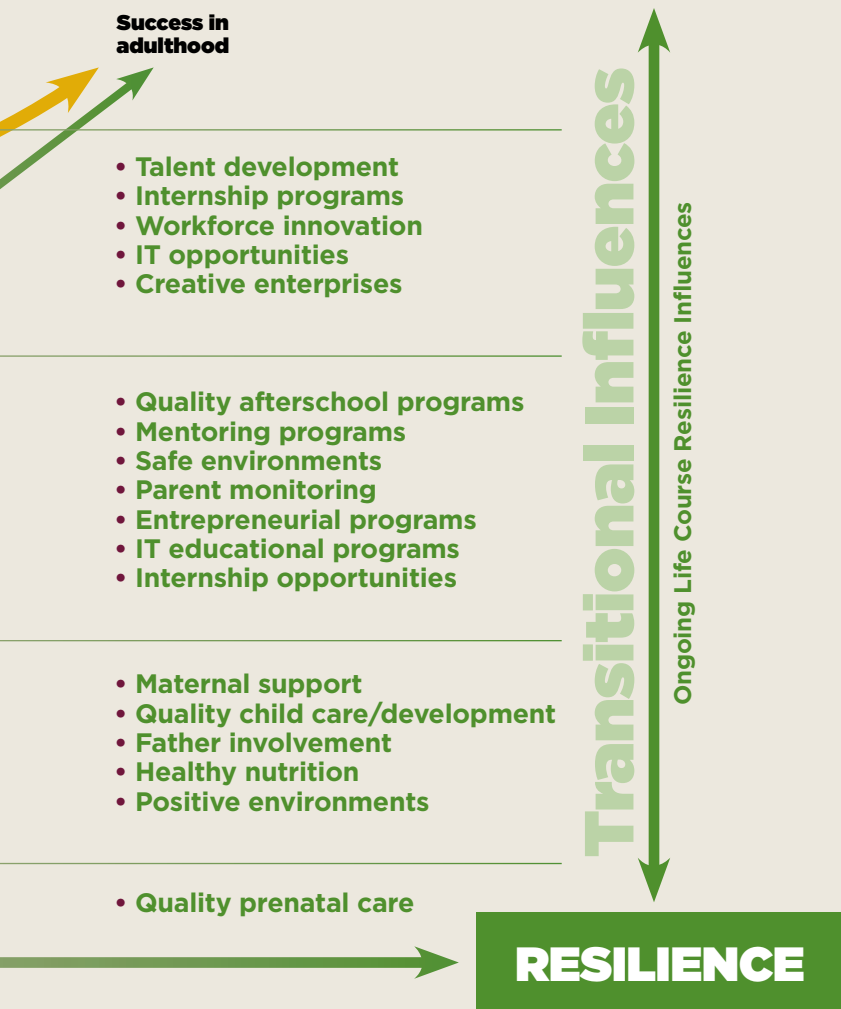 Success in
adulthood
• Talent development
• Internship programs
• Workforce innovation
• IT opportunities
• Creative enterprises
• Quality afterschool programs
• Mentoring programs
• Safe environments
• Parent monitoring
• Entrepreneurial programs
• IT educational programs
• Internship opportunities
• Maternal support
• Quality child care/development
• Father involvement
• Healthy nutrition
• Positive environments
• Quality prenatal care
Transitional Influences
Ongoing Life Course Resilience Influences
RESILIENCE